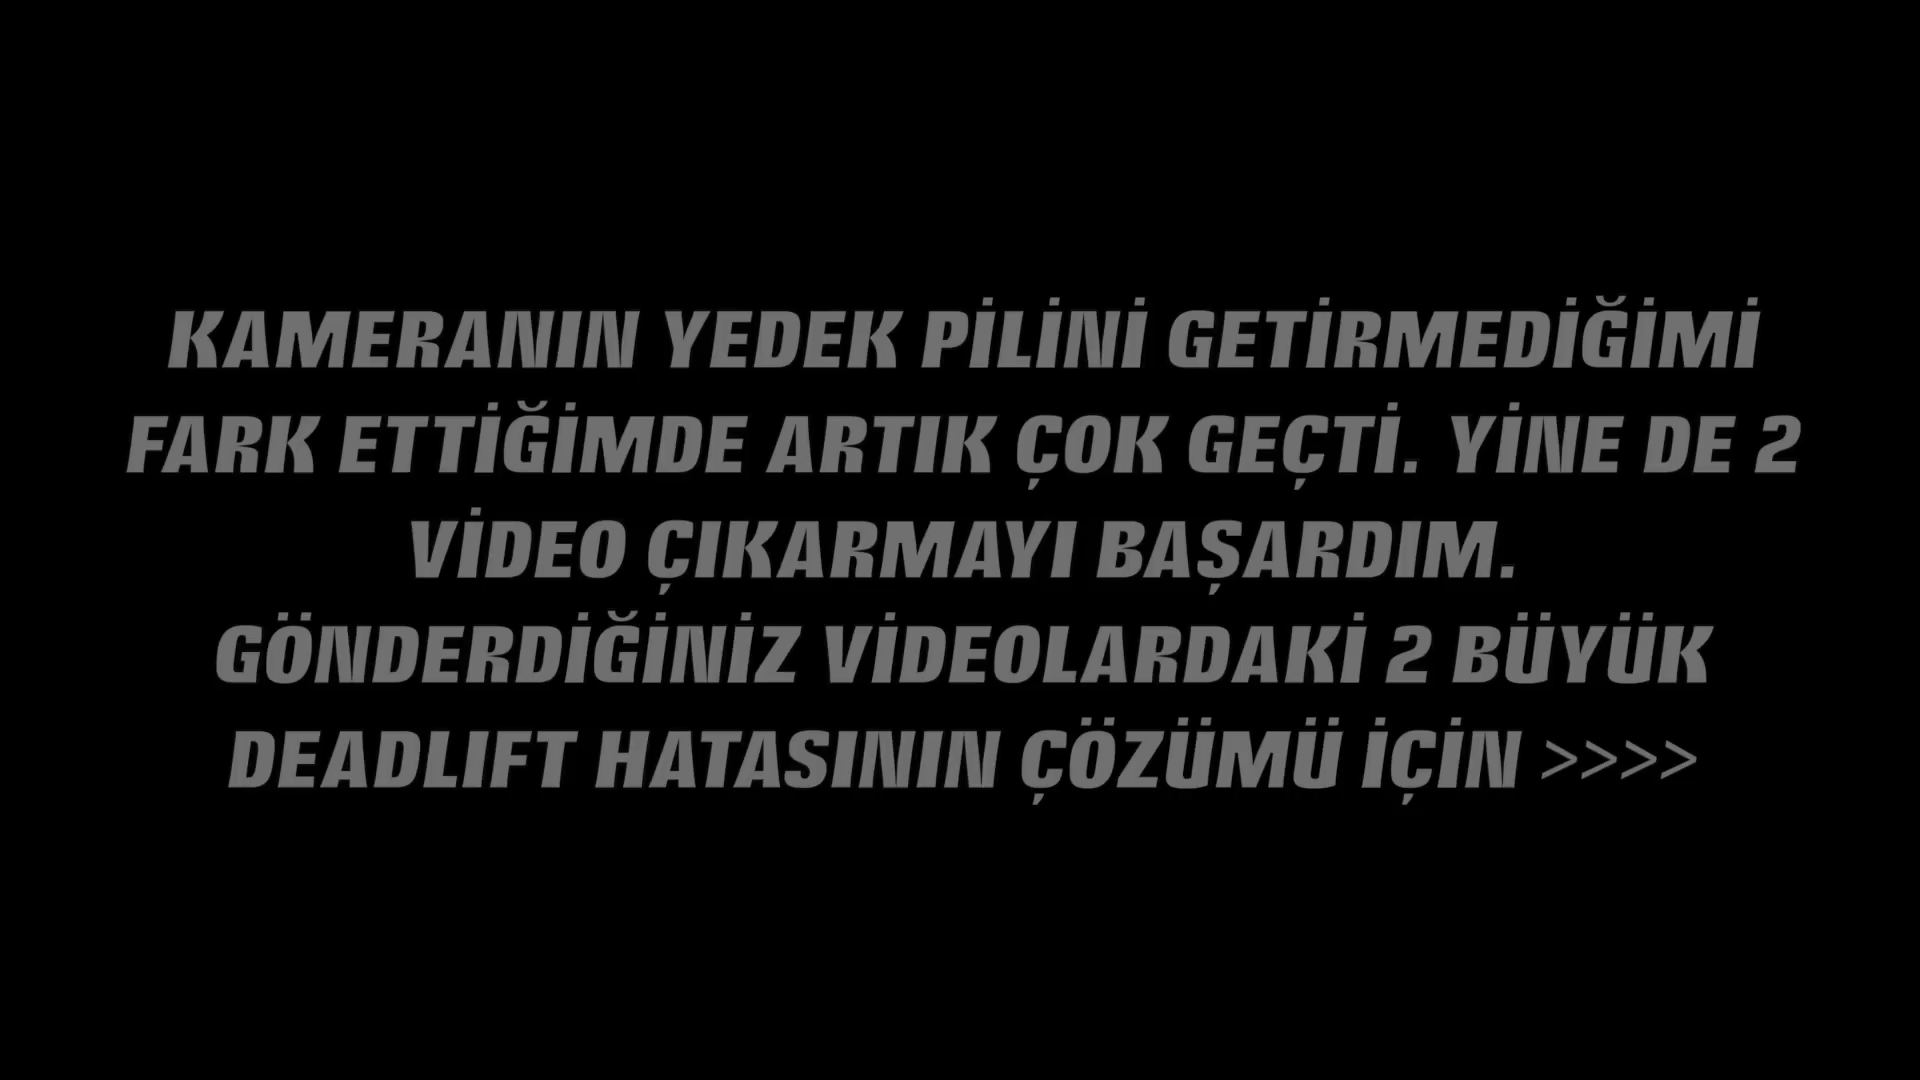 KAMERANIN YEDEK PİLİNİ GETİRMEDİĞİMİ
FARK ETTİĞİMDE ARTIK ÇOK GEÇTİ. YİNE DE 2
VİDEO ÇIKARMAYI BAŞARDIM.
GÖNDERDİĞİNİZ VİDEOLARDAKİ 2 BÜYÜK
DEADLIFT HATASININ ÇÖZÜMÜ İÇİN >>>>